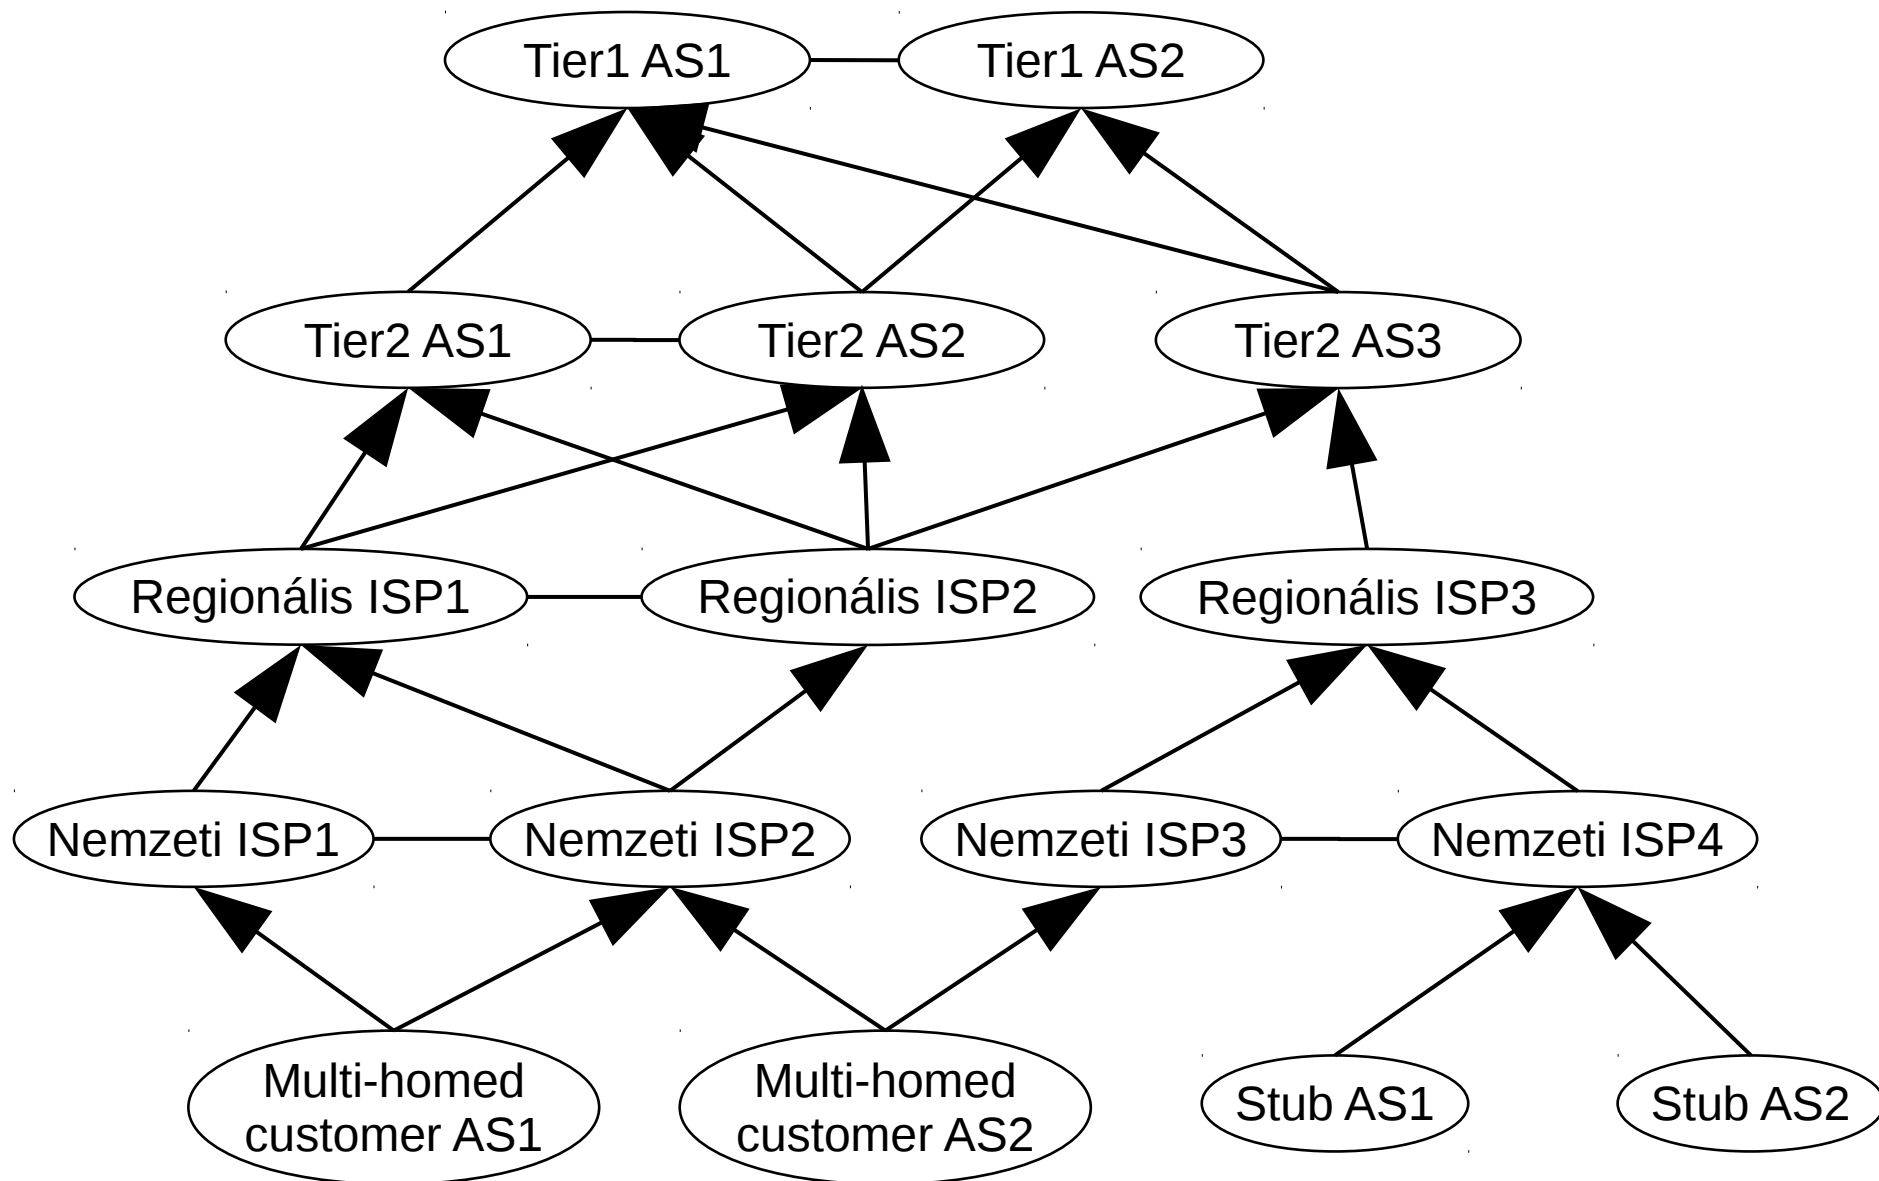 Tier1 AS1
Tier1 AS2
Tier2 AS1
Tier2 AS2
Tier2 AS3
Regionális ISP1
Regionális ISP2
Regionális ISP3
Nemzeti ISP1
Nemzeti ISP2
Nemzeti ISP3
Nemzeti ISP4
Multi-homed
customer AS1
Multi-homed
customer AS2
Stub AS1
Stub AS2